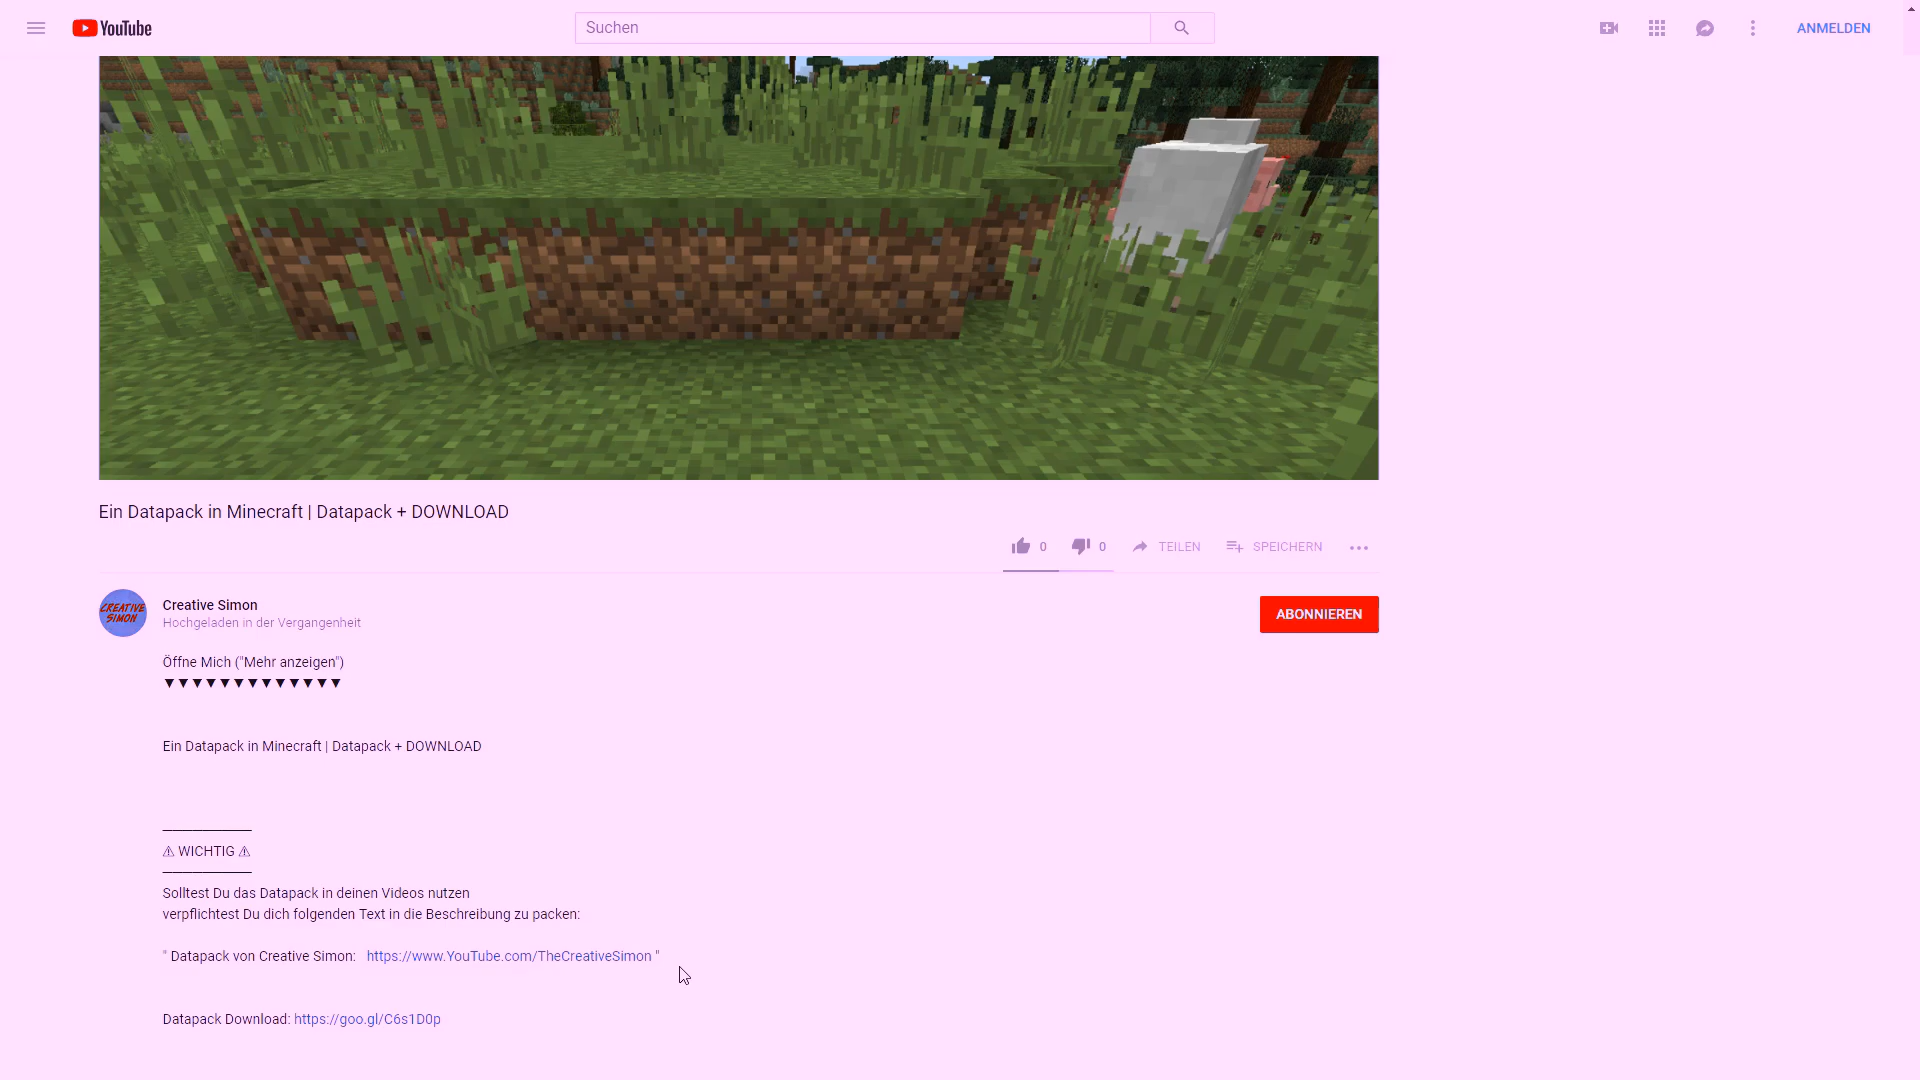 YouTube
Suchen
ANMELDEN
Ein Datapack in Minecraft | Datapack + DOWNLOAD
0 0 TEILEN SPEICHERN
CREATIVE
SIMON
Creative Simon
Hochgeladen in der Vergangenheit
ABONNIEREN
Öffne Mich ("Mehr anzeigen")
▼▼▼▼▼▼▼▼▼▼▼▼▼
Ein Datapack in Minecraft | Datapack + DOWNLOAD
⚠ WICHTIG ⚠
Solltest Du das Datapack in deinen Videos nutzen
verpflichtest Du dich folgenden Text in die Beschreibung zu packen:
" Datapack von Creative Simon: https://www.YouTube.com/TheCreativeSimon "
Datapack Download: https://goo.gl/C6s1D0p